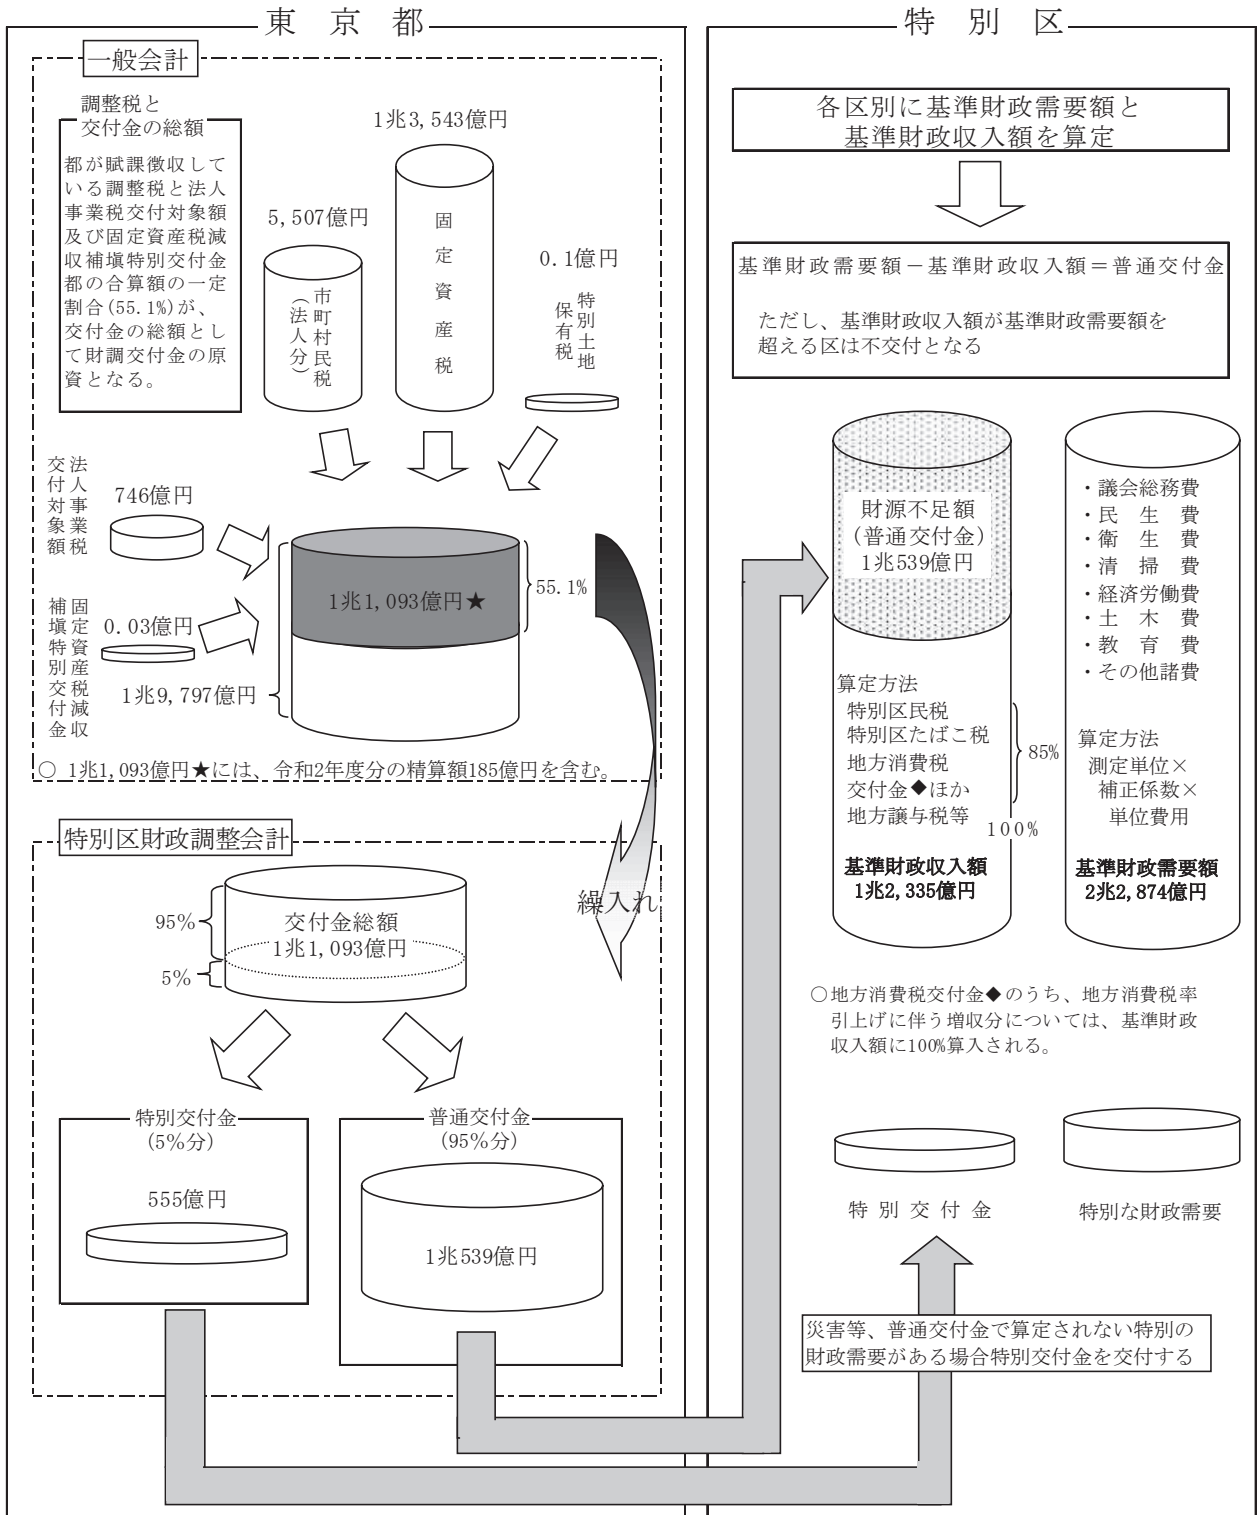 東京都
一般会計
調整税と
交付金の総額
都が賦課徴収して
いる調整税と法人
事業税交付対象額
及び固定資産税減
収補塡特別交付金
都の合算額の一定
割合(55.1%)が、
交付金の総額とし
て財調交付金の原
資となる。
5,507億円
市町村民税
(法人分)
1兆3,543億円
固定資産税
0.1億円
特別土地
保有税
法人事業税
交付対象額
746億円
固定資産税減収
補塡特別交付金
0.03億円
1兆9,797億円
1兆1,093億円★
55.1%
○ 1兆1,093億円★には、令和2年度分の精算額185億円を含む。
繰入れ
特別区財政調整会計
95%
5%
交付金総額
1兆1,093億円
特別交付金
(5%分)
555億円
普通交付金
(95%分)
1兆539億円
特別区
各区別に基準財政需要額と
基準財政収入額を算定
基準財政需要額－基準財政収入額＝普通交付金
ただし、基準財政収入額が基準財政需要額を
超える区は不交付となる
財源不足額
(普通交付金)
1兆539億円
算定方法
特別区民税
特別区たばこ税
地方消費税
交付金◆ほか
地方譲与税等
85%
100%
基準財政収入額
1兆2,335億円
・議会総務費
・民生費
・衛生費
・清掃費
・経済労働費
・土木費
・教育費
・その他諸費
算定方法
測定単位×
補正係数×
単位費用
基準財政需要額
2兆2,874億円
○地方消費税交付金◆のうち、地方消費税率
引上げに伴う増収分については、基準財政
収入額に100%算入される。
特別交付金
特別な財政需要
災害等、普通交付金で算定されない特別の
財政需要がある場合特別交付金を交付する